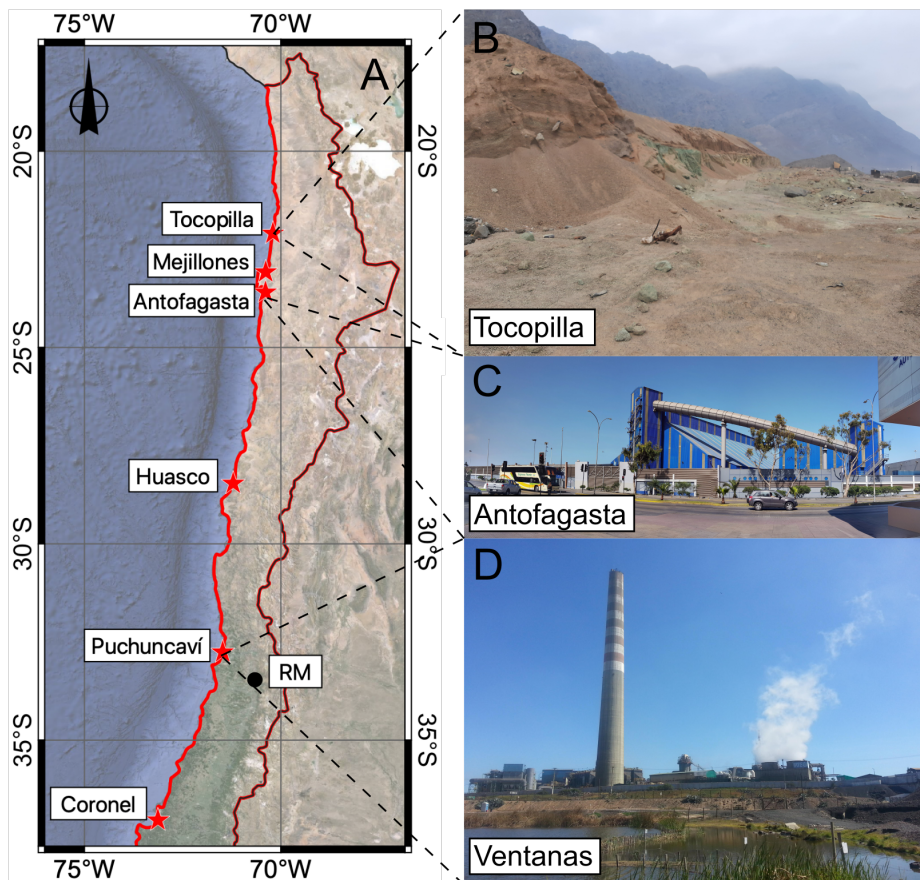 75°W
70°W
A
20°S
20°S
Tocopilla
Mejillones
Antofagasta
25°S
25°S
Huasco
30°S
30°S
Puchuncaví
RM
35°S
35°S
Coronel
75°W
70°W
B
Tocopilla
C
Antofagasta
D
Ventanas